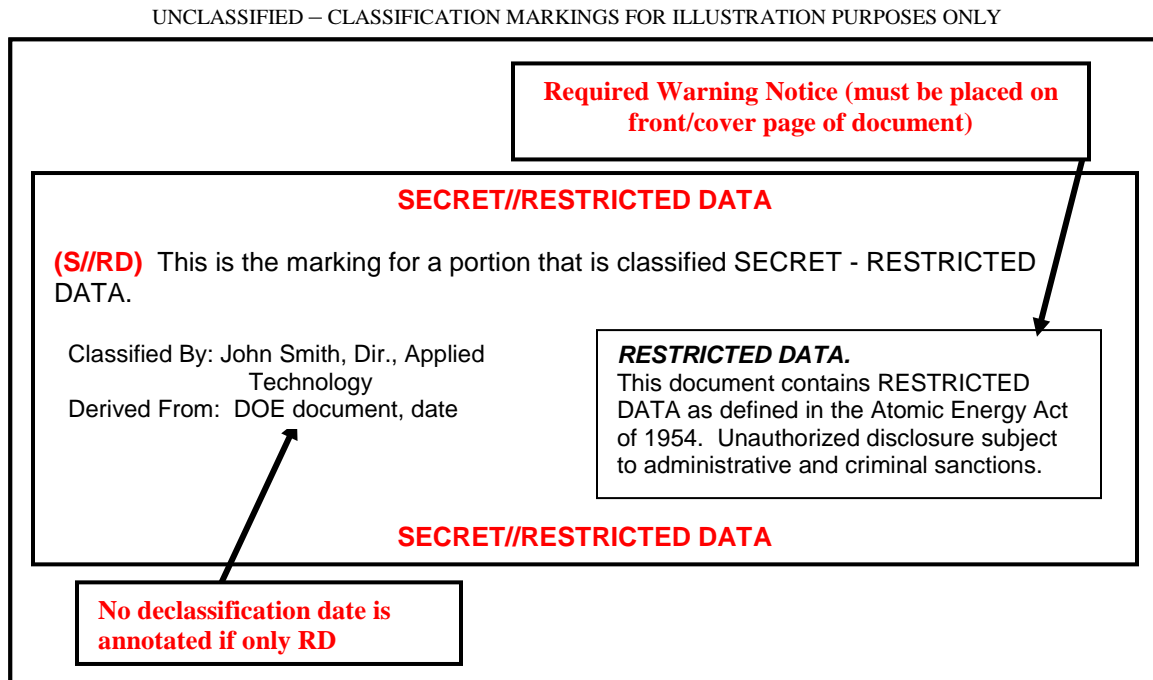 UNCLASSIFIED – CLASSIFICATION MARKINGS FOR ILLUSTRATION PURPOSES ONLY
Required Warning Notice (must be placed on
front/cover page of document)
SECRET//RESTRICTED DATA
(S//RD) This is the marking for a portion that is classified SECRET - RESTRICTED
DATA.
Classified By: John Smith, Dir., Applied
Technology
Derived From: DOE document, date
RESTRICTED DATA.
This document contains RESTRICTED
DATA as defined in the Atomic Energy Act
of 1954. Unauthorized disclosure subject
to administrative and criminal sanctions.
SECRET//RESTRICTED DATA
No declassification date is
annotated if only RD